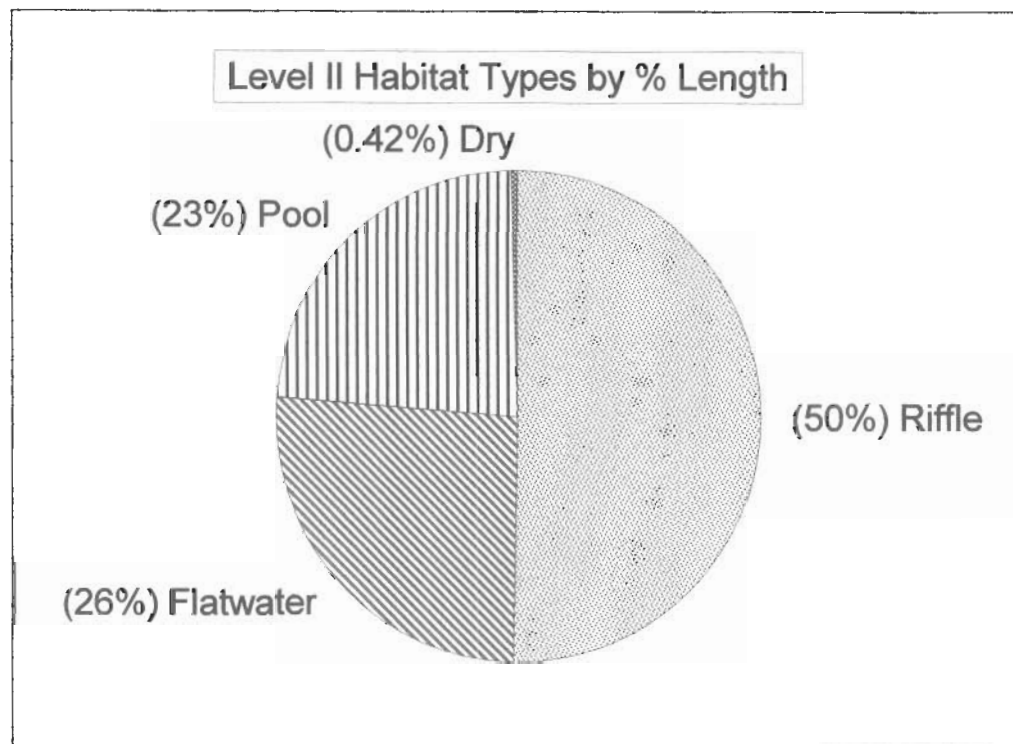 Level II Habitat Types by % Length
(0.42%) Dry
(23%) Pool
(50%) Riffle
(26%) Flatwater